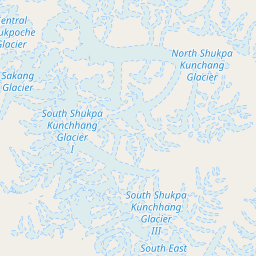 Central
Shukpoche
Glacier
North Shukpa
Kunchang
Glacier
Sakang
Glacier
South Shukpa
Kunchhang
Glacier
I
South Shukpa
Kunchhang
Glacier
III
South East